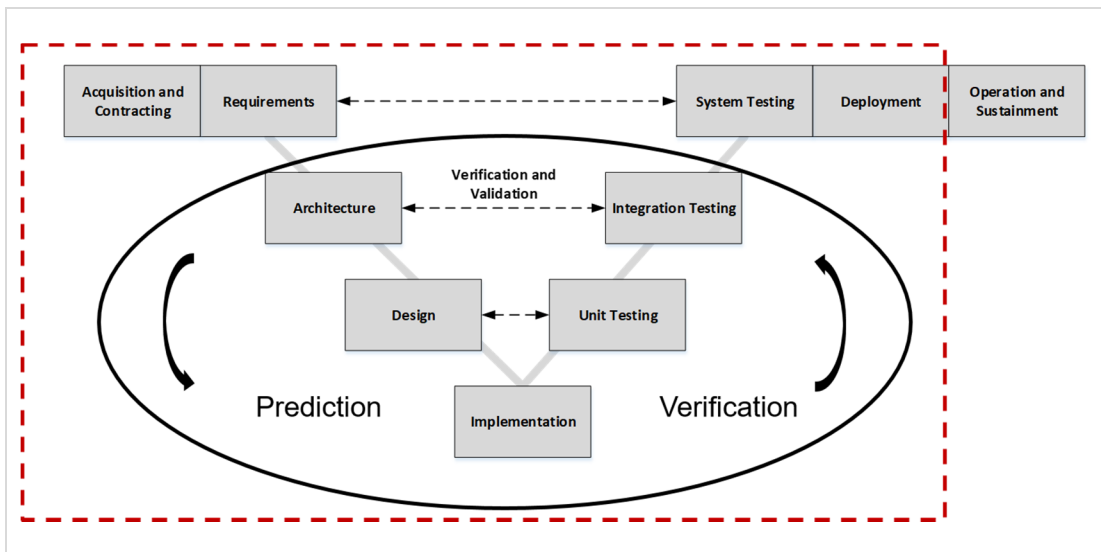 Acquisition and
Contracting
Requirements
System Testing
Deployment
Operation and
Sustainment
Verification and
Validation
Architecture
Integration Testing
Design
Unit Testing
Prediction
Verification
Implementation